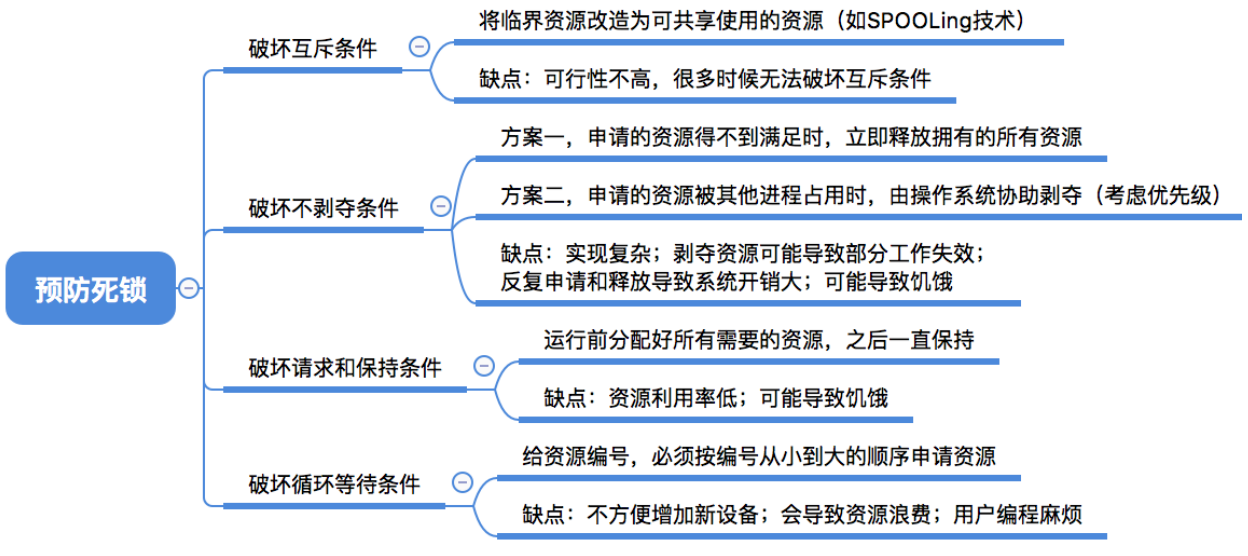 预防死锁
破坏互斥条件
将临界资源改造为可共享使用的资源（如SPOOLing技术）
缺点：可行性不高，很多时候无法破坏互斥条件
破坏不剥夺条件
方案一，申请的资源得不到满足时，立即释放拥有的所有资源
方案二，申请的资源被其他进程占用时，由操作系统协助剥夺（考虑优先级）
缺点：实现复杂；剥夺资源可能导致部分工作失效；
反复申请和释放导致系统开销大；可能导致饥饿
破坏请求和保持条件
运行前分配好所有需要的资源，之后一直保持
缺点：资源利用率低；可能导致饥饿
破坏循环等待条件
给资源编号，必须按编号从小到大的顺序申请资源
缺点：不方便增加新设备；会导致资源浪费；用户编程麻烦